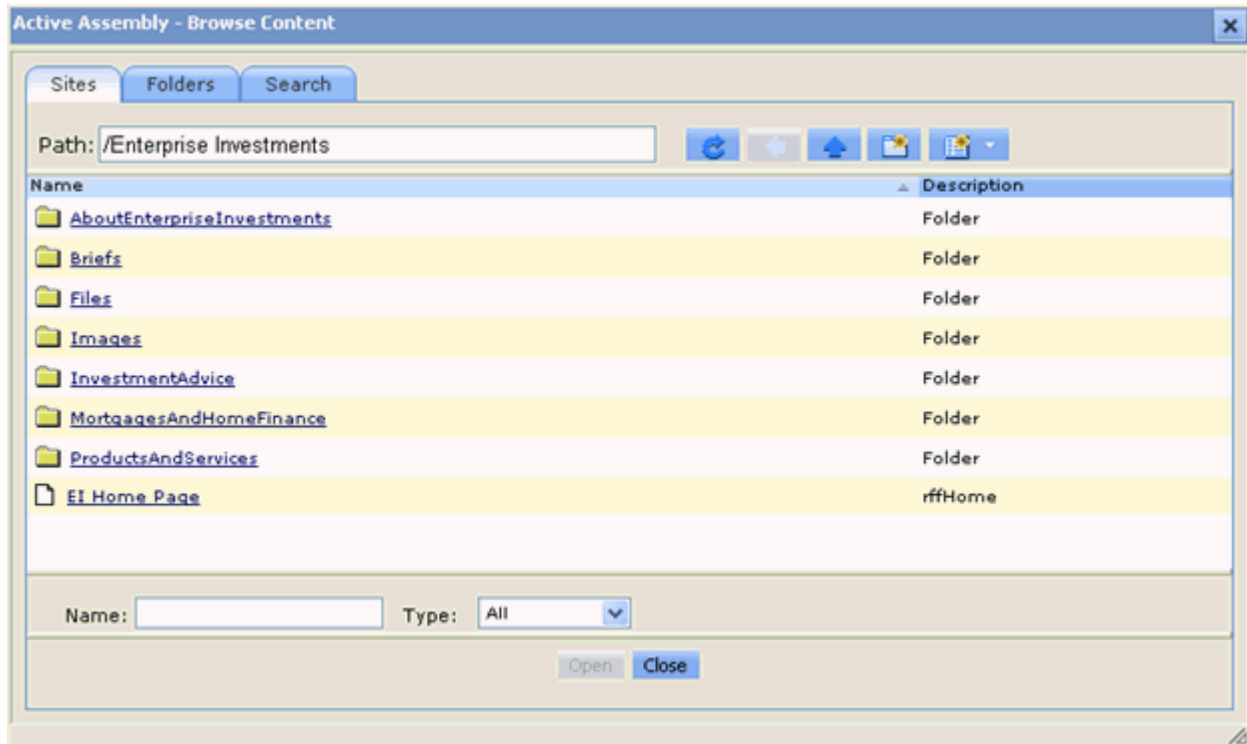 Active Assembly - Browse Content
Sites Folders Search
Path: /Enterprise Investments
Name Description
AboutEnterpriseInvestments Folder
Briefs Folder
Files Folder
Images Folder
InvestmentAdvice Folder
MortgagesAndHomeFinance Folder
ProductsAndServices Folder
EI Home Page rffHome
Name: Type: All
Open Close